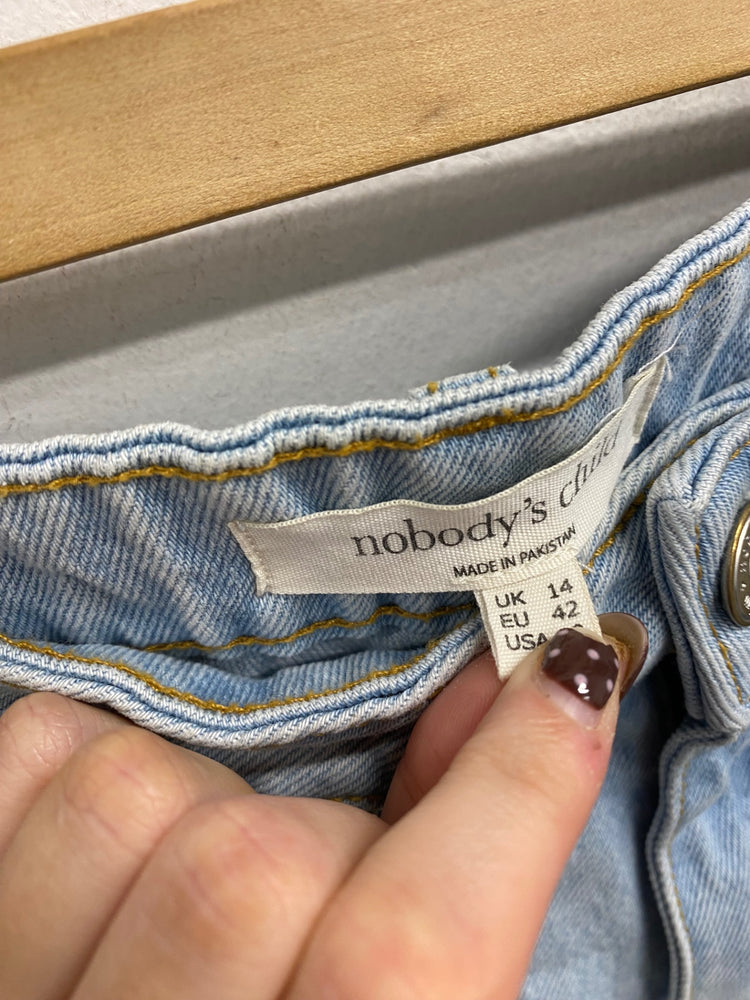 nobody's child
MADE IN PAKISTAN
UK 14
EU 42
USA